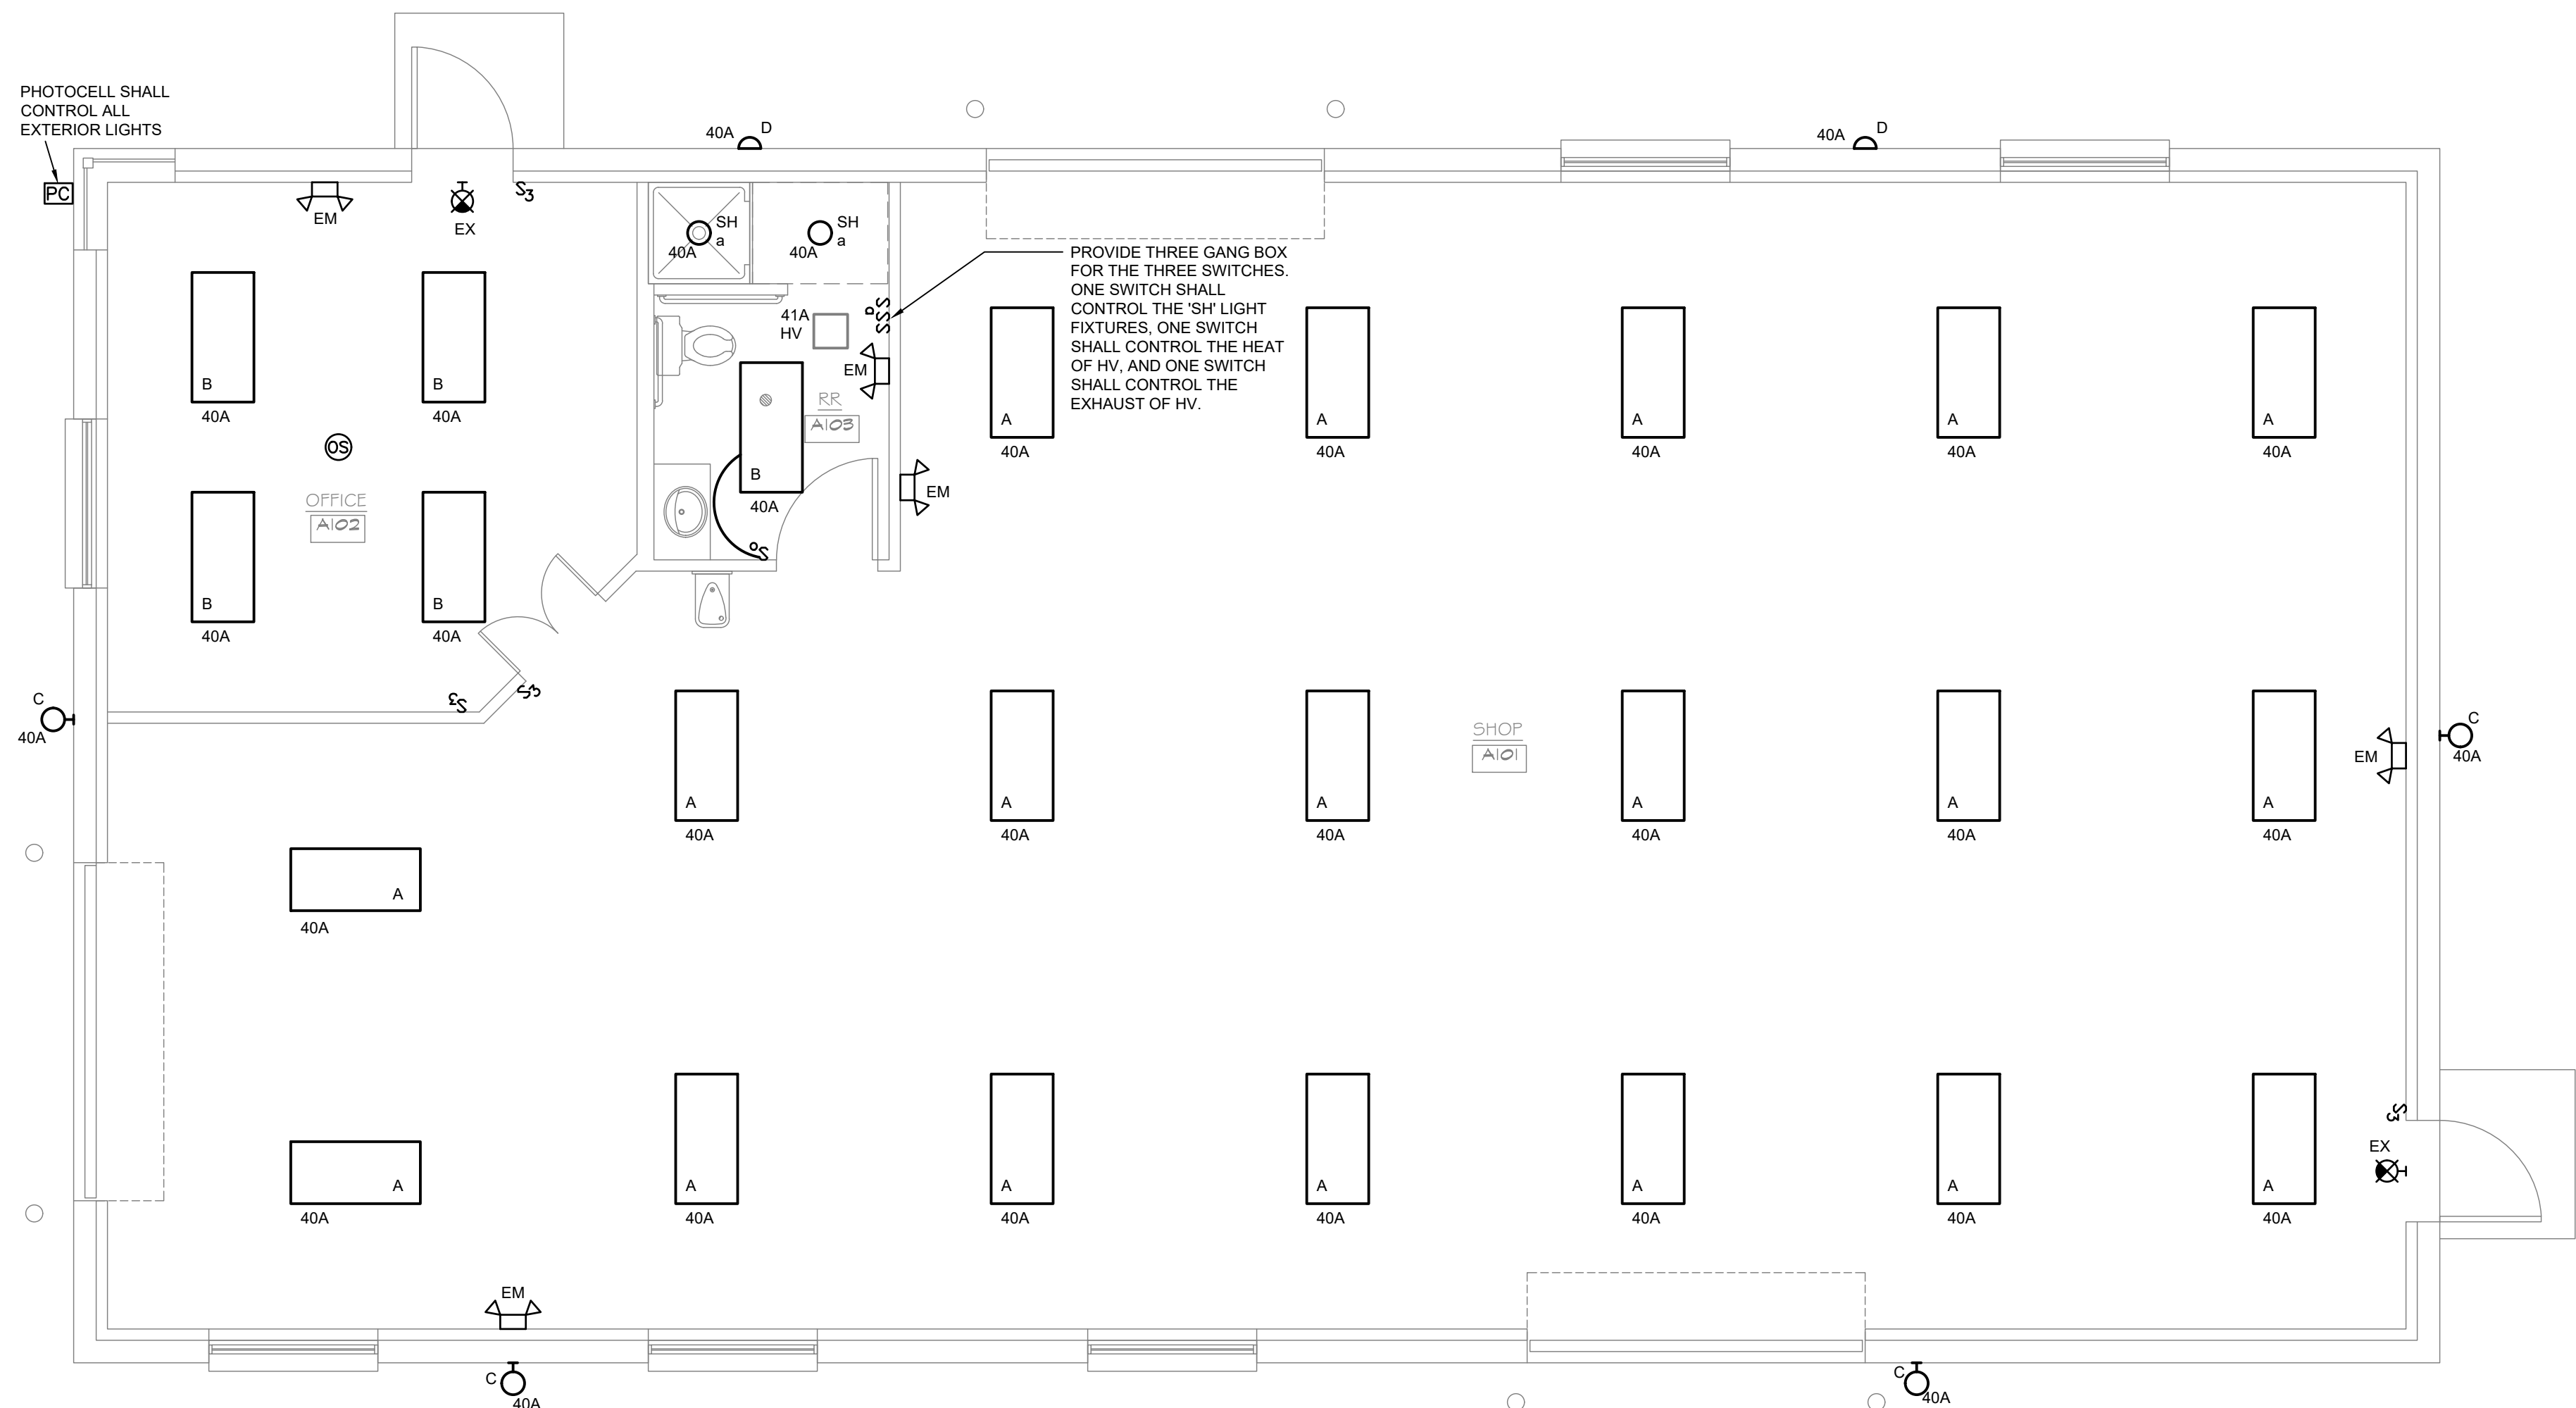 PHOTOCELL SHALL
CONTROL ALL
EXTERIOR LIGHTS
PC
40A D
40A D
EM
EX
S3
SH
a
40A
SH
a
40A
PROVIDE THREE GANG BOX
FOR THE THREE SWITCHES.
ONE SWITCH SHALL
CONTROL THE 'SH' LIGHT
FIXTURES, ONE SWITCH
SHALL CONTROL THE HEAT
OF HV, AND ONE SWITCH
SHALL CONTROL THE
EXHAUST OF HV.
a
SSS
41A
HV
EM
B
40A
B
40A
OS
OFFICE
A102
RR
A103
B
40A
EM
SO
A
40A
A
40A
A
40A
A
40A
A
40A
B
40A
B
40A
S3
S3
C
40A
A
40A
A
40A
A
40A
SHOP
A101
A
40A
A
40A
A
40A
EM
C
40A
A
40A
A
40A
A
40A
A
40A
A
40A
A
40A
A
40A
A
40A
S3
EX
EM
C
40A
C
40A